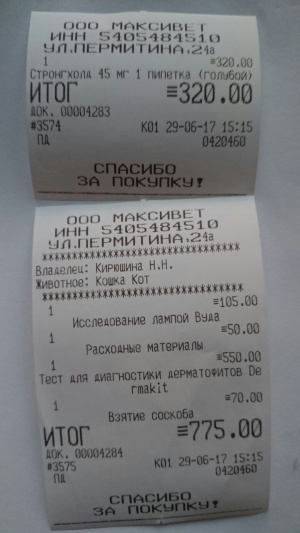 ООО МАКСИВЕТ
ИНН 5405484510
УЛ.ПЕРМИТИНА,24а
1
≡320.00
Стронгхолд 45 мг 1 пипетка (голубой)
ИТОГ ≡320.00
ДОК. 00004283
#3574 К01 29-06-17 15:15
ПД 0420460
СПАСИБО
ЗА ПОКУПКУ!
ООО МАКСИВЕТ
ИНН 5405484510
УЛ.ПЕРМИТИНА,24а
******************************
Владелец: Кирюшина Н.Н.
Животное: Кошка Кот
******************************
1 ≡105.00
Исследование лампой Вуда
1 ≡50.00
Расходные материалы
1 ≡550.00
Тест для диагностики дерматофитов De
rmakit
1 ≡70.00
Взятие соскоба
ИТОГ ≡775.00
ДОК. 00004284
#3575 К01 29-06-17 15:15
ПД 0420460
СПАСИБО
ЗА ПОКУПКУ!